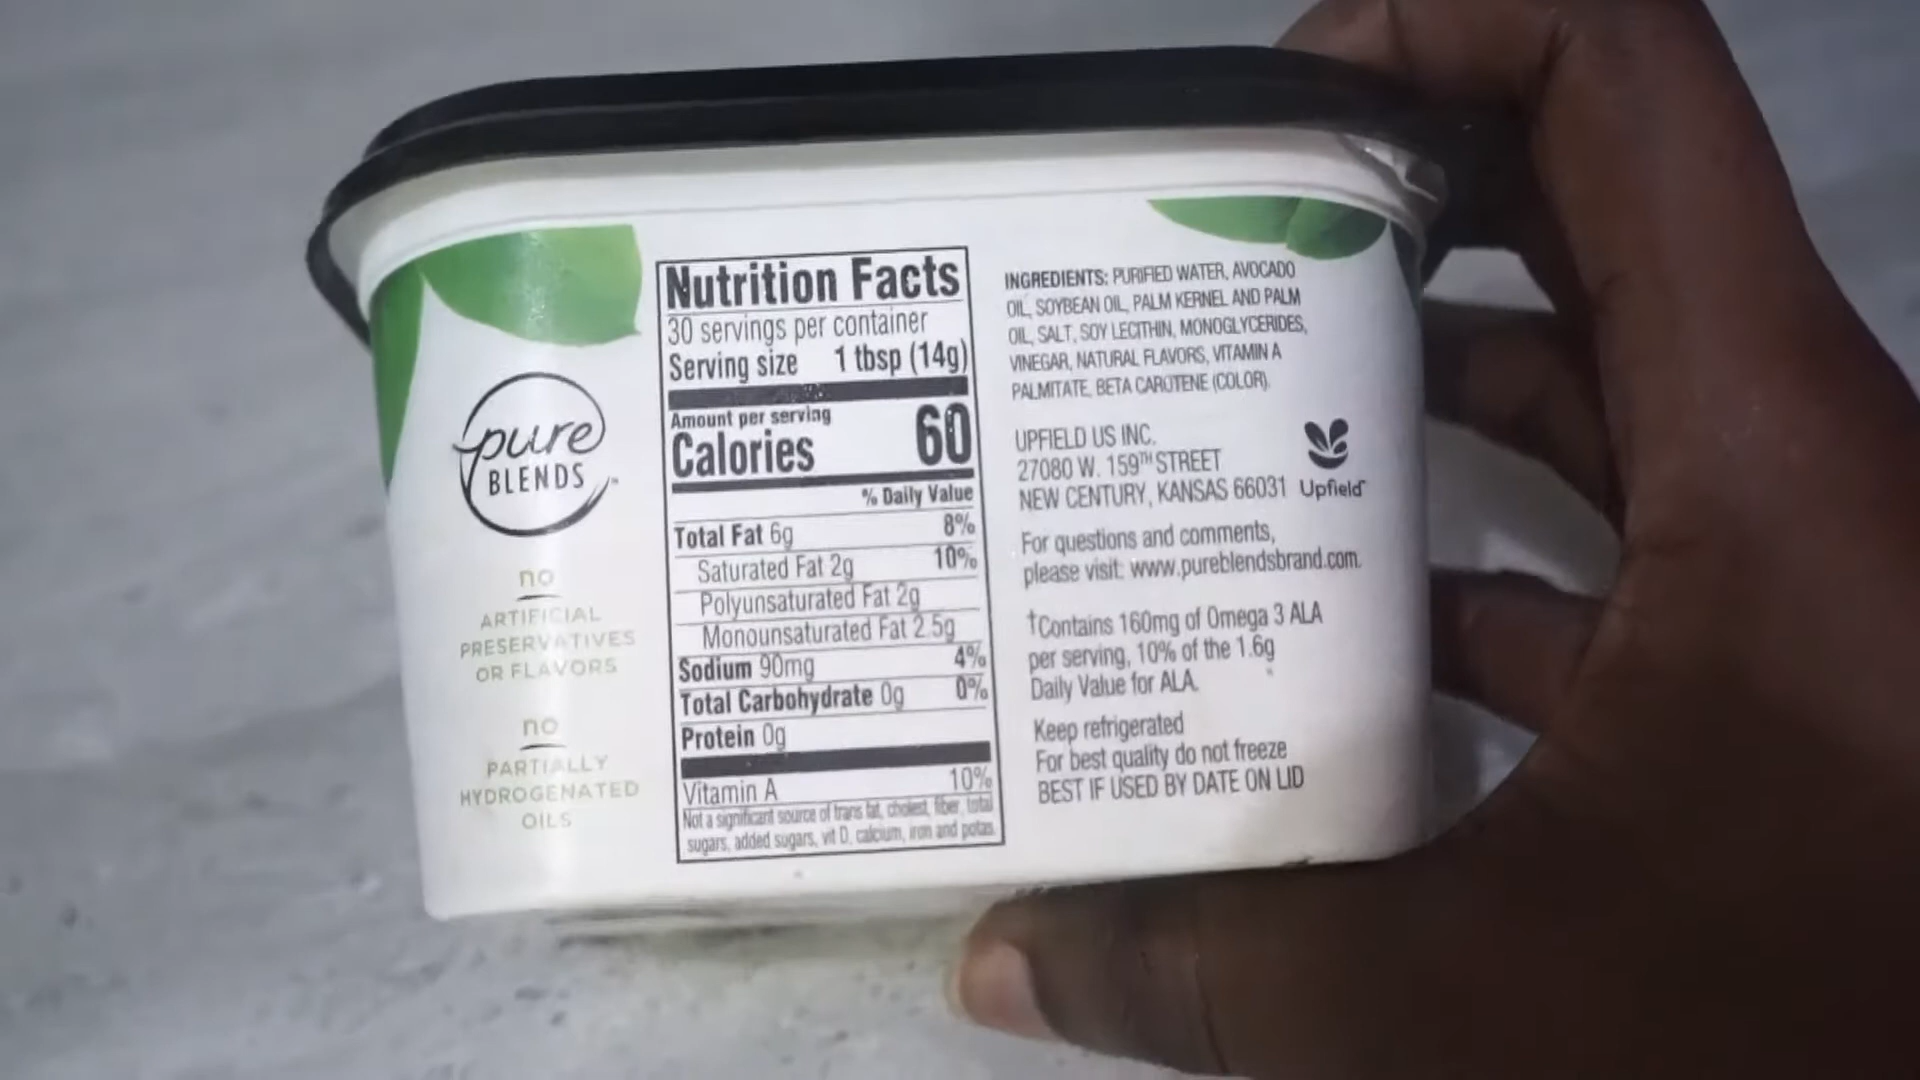 pure
BLENDS
no
ARTIFICIAL
PRESERVATIVES
OR FLAVORS
no
PARTIALLY
HYDROGENATED
OILS
Nutrition Facts
30 servings per container
Serving size 1 tbsp (14g)
Amount per serving
Calories 60
% Daily Value
Total Fat 6g 8%
Saturated Fat 2g 10%
Polyunsaturated Fat 2g
Monounsaturated Fat 2.5g
Sodium 90mg 4%
Total Carbohydrate 0g 0%
Protein 0g
Vitamin A 10%
Not a significant source of trans fat, cholest, fiber, total
sugars, added sugars, vit D, calcium, iron and potas
INGREDIENTS: PURIFIED WATER, AVOCADO
OIL, SOYBEAN OIL, PALM KERNEL AND PALM
OIL, SALT, SOY LECITHIN, MONOGLYCERIDES,
VINEGAR, NATURAL FLAVORS, VITAMIN A
PALMITATE, BETA CAROTENE (COLOR).
UPFIELD US INC.
27080 W. 159TH STREET
NEW CENTURY, KANSAS 66031
Upfield
For questions and comments,
please visit: www.pureblendsbrand.com.
†Contains 160mg of Omega 3 ALA
per serving, 10% of the 1.6g
Daily Value for ALA.
Keep refrigerated
For best quality do not freeze
BEST IF USED BY DATE ON LID